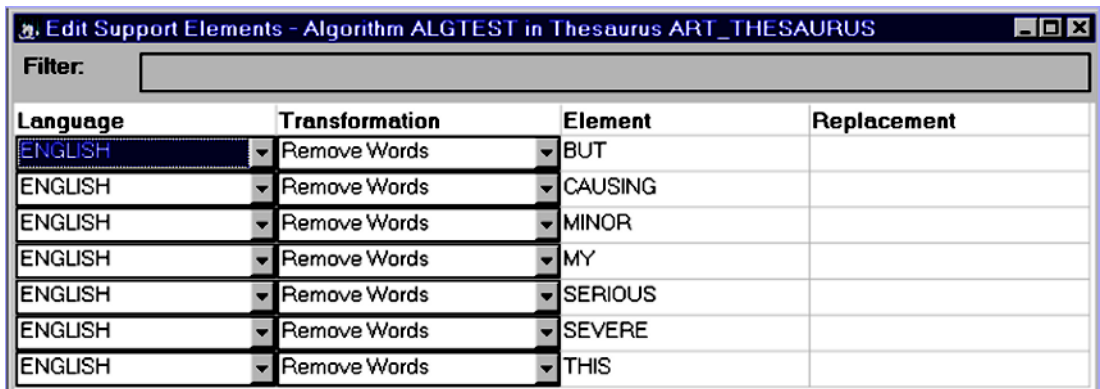 Edit Support Elements - Algorithm ALGTEST in Thesaurus ART_THESAURUS
Filter:
Language Transformation Element Replacement
ENGLISH Remove Words BUT
ENGLISH Remove Words CAUSING
ENGLISH Remove Words MINOR
ENGLISH Remove Words MY
ENGLISH Remove Words SERIOUS
ENGLISH Remove Words SEVERE
ENGLISH Remove Words THIS